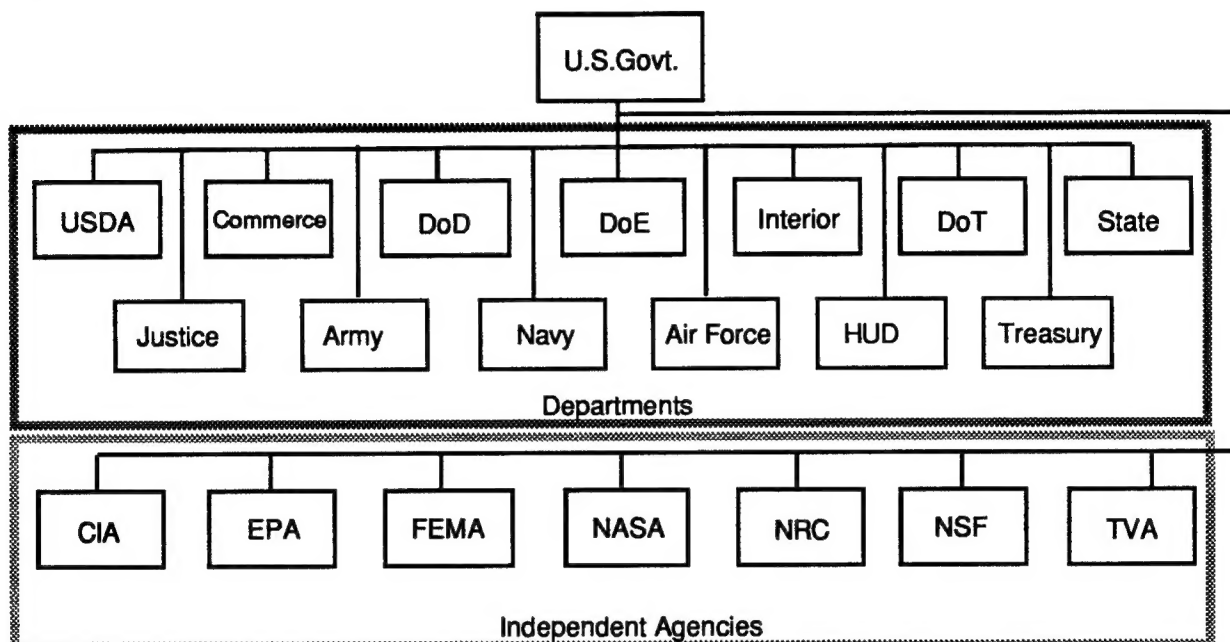 U.S.Govt.
USDA Commerce DoD DoE Interior DoT State
Justice Army Navy Air Force HUD Treasury
Departments
CIA EPA FEMA NASA NRC NSF TVA
Independent Agencies